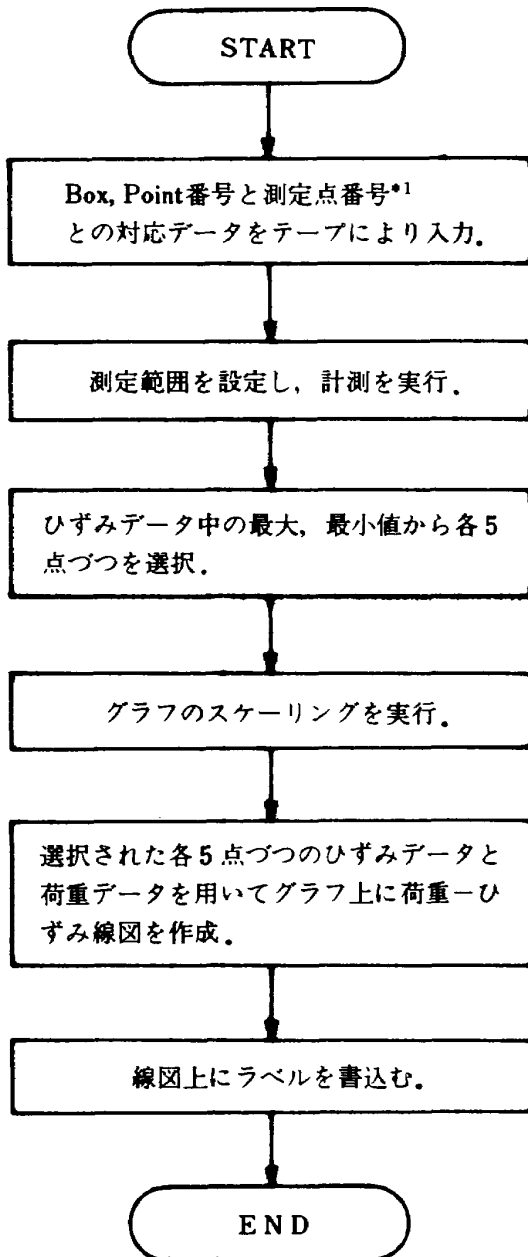 START
Box, Point番号と測定点番号*1
との対応データをテープにより入力.
測定範囲を設定し, 計測を実行.
ひずみデータ中の最大, 最小値から各5
点づつを選択.
グラフのスケーリングを実行.
選択された各5点づつのひずみデータと
荷重データを用いてグラフ上に荷重－ひ
ずみ線図を作成.
線図上にラベルを書込む.
END